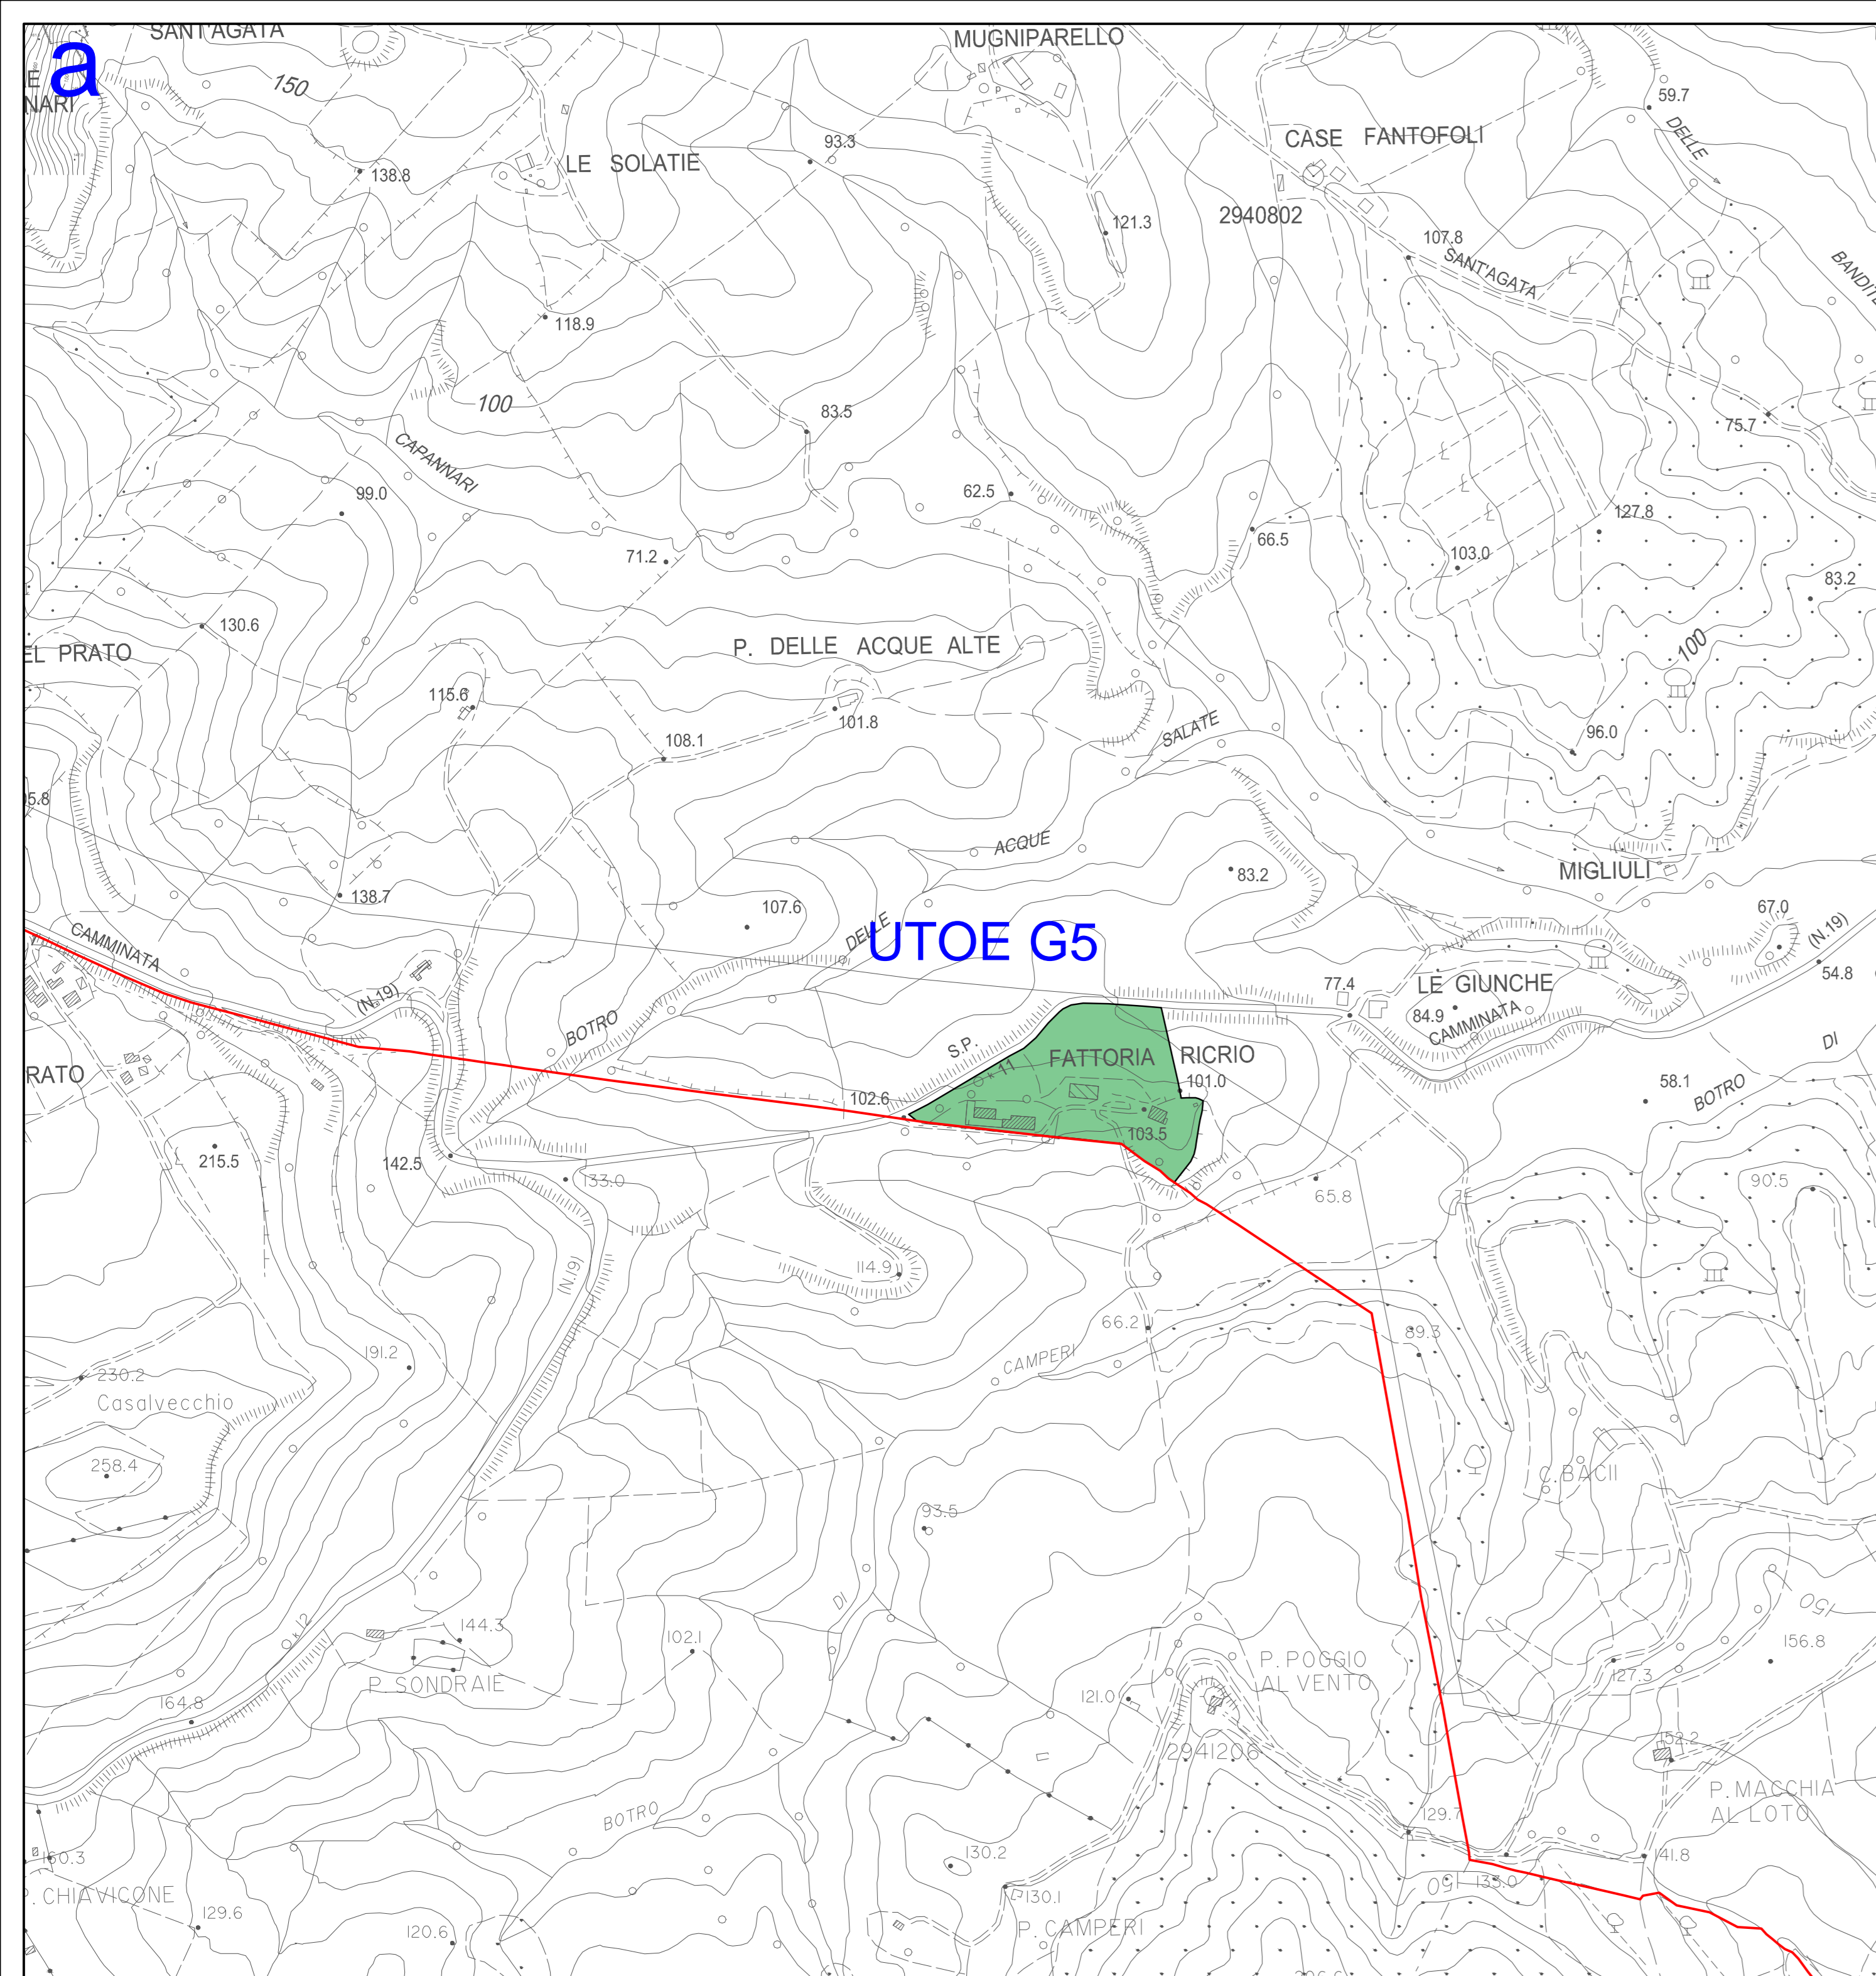 a
SANT'AGATA
MUGNIPARELLO
E
NARI
150
59.7
DELLE
CASE FANTOFOLI
93.3
LE SOLATIE
138.8
P
2940802
121.3
107.8
SANT'AGATA
118.9
100
83.5
75.7
CAPANNARI
99.0
62.5
127.8
66.5
103.0
71.2
83.2
130.6
EL PRATO
P. DELLE ACQUE ALTE
100
115.6
101.8
108.1
SALATE
96.0
5.8
ACQUE
MIGLIULI
83.2
138.7
107.6
67.0
DELLE
UTOE G5
(N.19)
CAMMINATA
54.8
77.4
LE GIUNCHE
84.9
CAMMINATA
(N.19)
BOTRO
S.P.
DI
RATO
FATTORIA RICRIO
K 11
101.0
58.1
BOTRO
102.6
103.5
215.5
142.5
133.0
65.8
90.5
114.9
(N.19)
66.2
89.3
191.2
CAMPERI
230.2
Casalvecchio
258.4
C.BACII
93.5
DI
150
K 12
144.3
102.1
156.8
P. SONDRAIE
P. POGGIO
AL VENTO
127.3
121.0
164.8
152.2
2941206
P. MACCHIA
AL LOTO
BOTRO
129.7
130.2
141.8
160.3
150
133.0
P. CHIAVICONE
130.1
129.6
120.6
P. CAMPERI